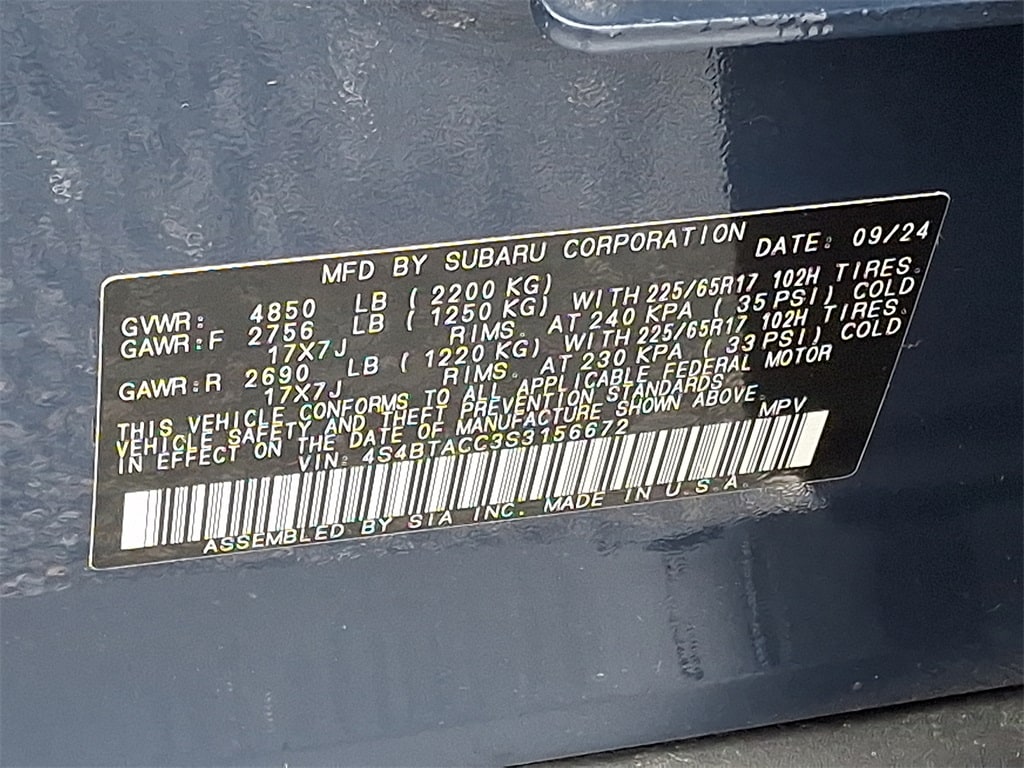 MFD BY SUBARU CORPORATION DATE: 09/24
GVWR: 4850 LB ( 2200 KG)
GAWR:F 2756 LB ( 1250 KG) WITH 225/65R17 102H TIRES.
17X7J RIMS. AT 240 KPA ( 35 PSI) COLD
GAWR:R 2690 LB ( 1220 KG) WITH 225/65R17 102H TIRES.
17X7J RIMS. AT 230 KPA ( 33 PSI) COLD
THIS VEHICLE CONFORMS TO ALL APPLICABLE FEDERAL MOTOR
VEHICLE SAFETY AND THEFT PREVENTION STANDARDS
IN EFFECT ON THE DATE OF MANUFACTURE SHOWN ABOVE.
VIN: 4S4BTACC3S3156672 MPV
ASSEMBLED BY SIA INC. MADE IN U.S.A.